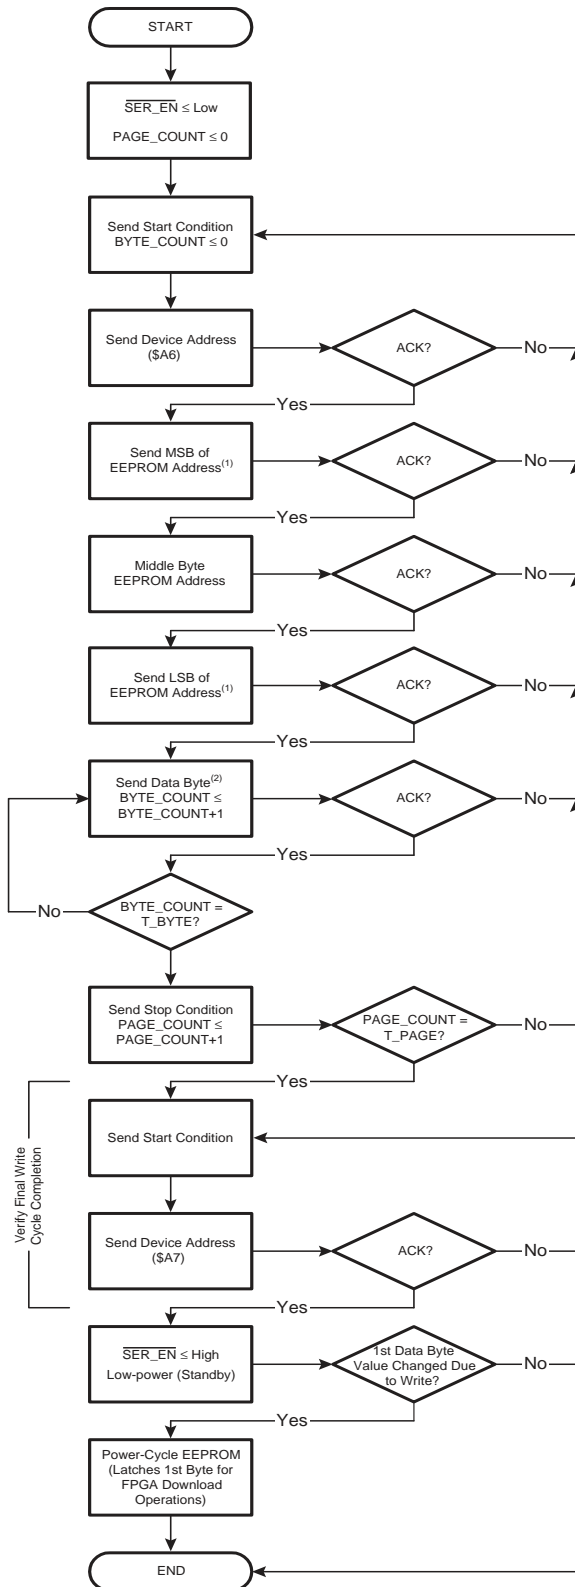 START
SER_EN ≤ Low
PAGE_COUNT ≤ 0
Send Start Condition
BYTE_COUNT ≤ 0
Send Device Address
($A6)
ACK?
No
Yes
Send MSB of
EEPROM Address(1)
ACK?
No
Yes
Middle Byte
EEPROM Address
ACK?
No
Yes
Send LSB of
EEPROM Address(1)
ACK?
No
Yes
Send Data Byte(2)
BYTE_COUNT ≤
BYTE_COUNT+1
ACK?
No
Yes
BYTE_COUNT =
T_BYTE?
No
Send Stop Condition
PAGE_COUNT ≤
PAGE_COUNT+1
PAGE_COUNT =
T_PAGE?
No
Yes
Verify Final Write
Cycle Completion
Send Start Condition
Send Device Address
($A7)
ACK?
No
Yes
SER_EN ≤ High
Low-power (Standby)
1st Data Byte
Value Changed Due
to Write?
No
Yes
Power-Cycle EEPROM
(Latches 1st Byte for
FPGA Download
Operations)
END